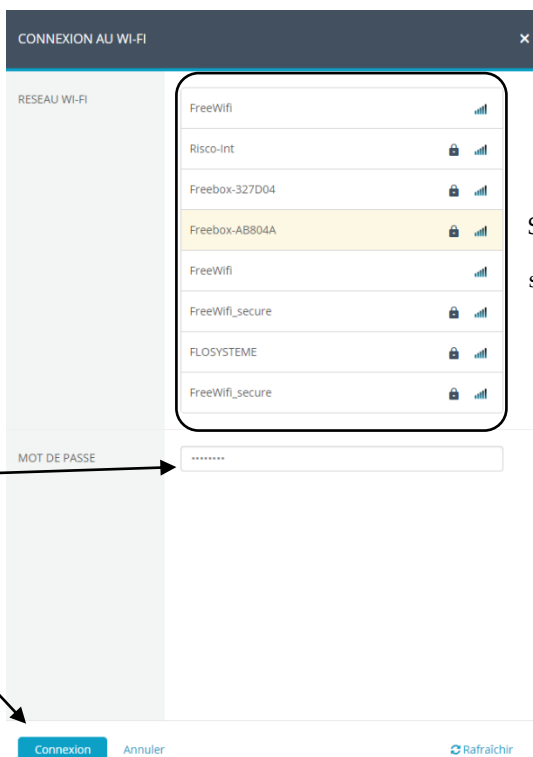 CONNEXION AU WI-FI
RESEAU WI-FI
FreeWifi
Risco-Int
Freebox-327D04
Freebox-AB804A
FreeWifi
FreeWifi_secure
FLOSYSTEME
FreeWifi_secure
MOT DE PASSE
Connexion Annuler Rafraîchir